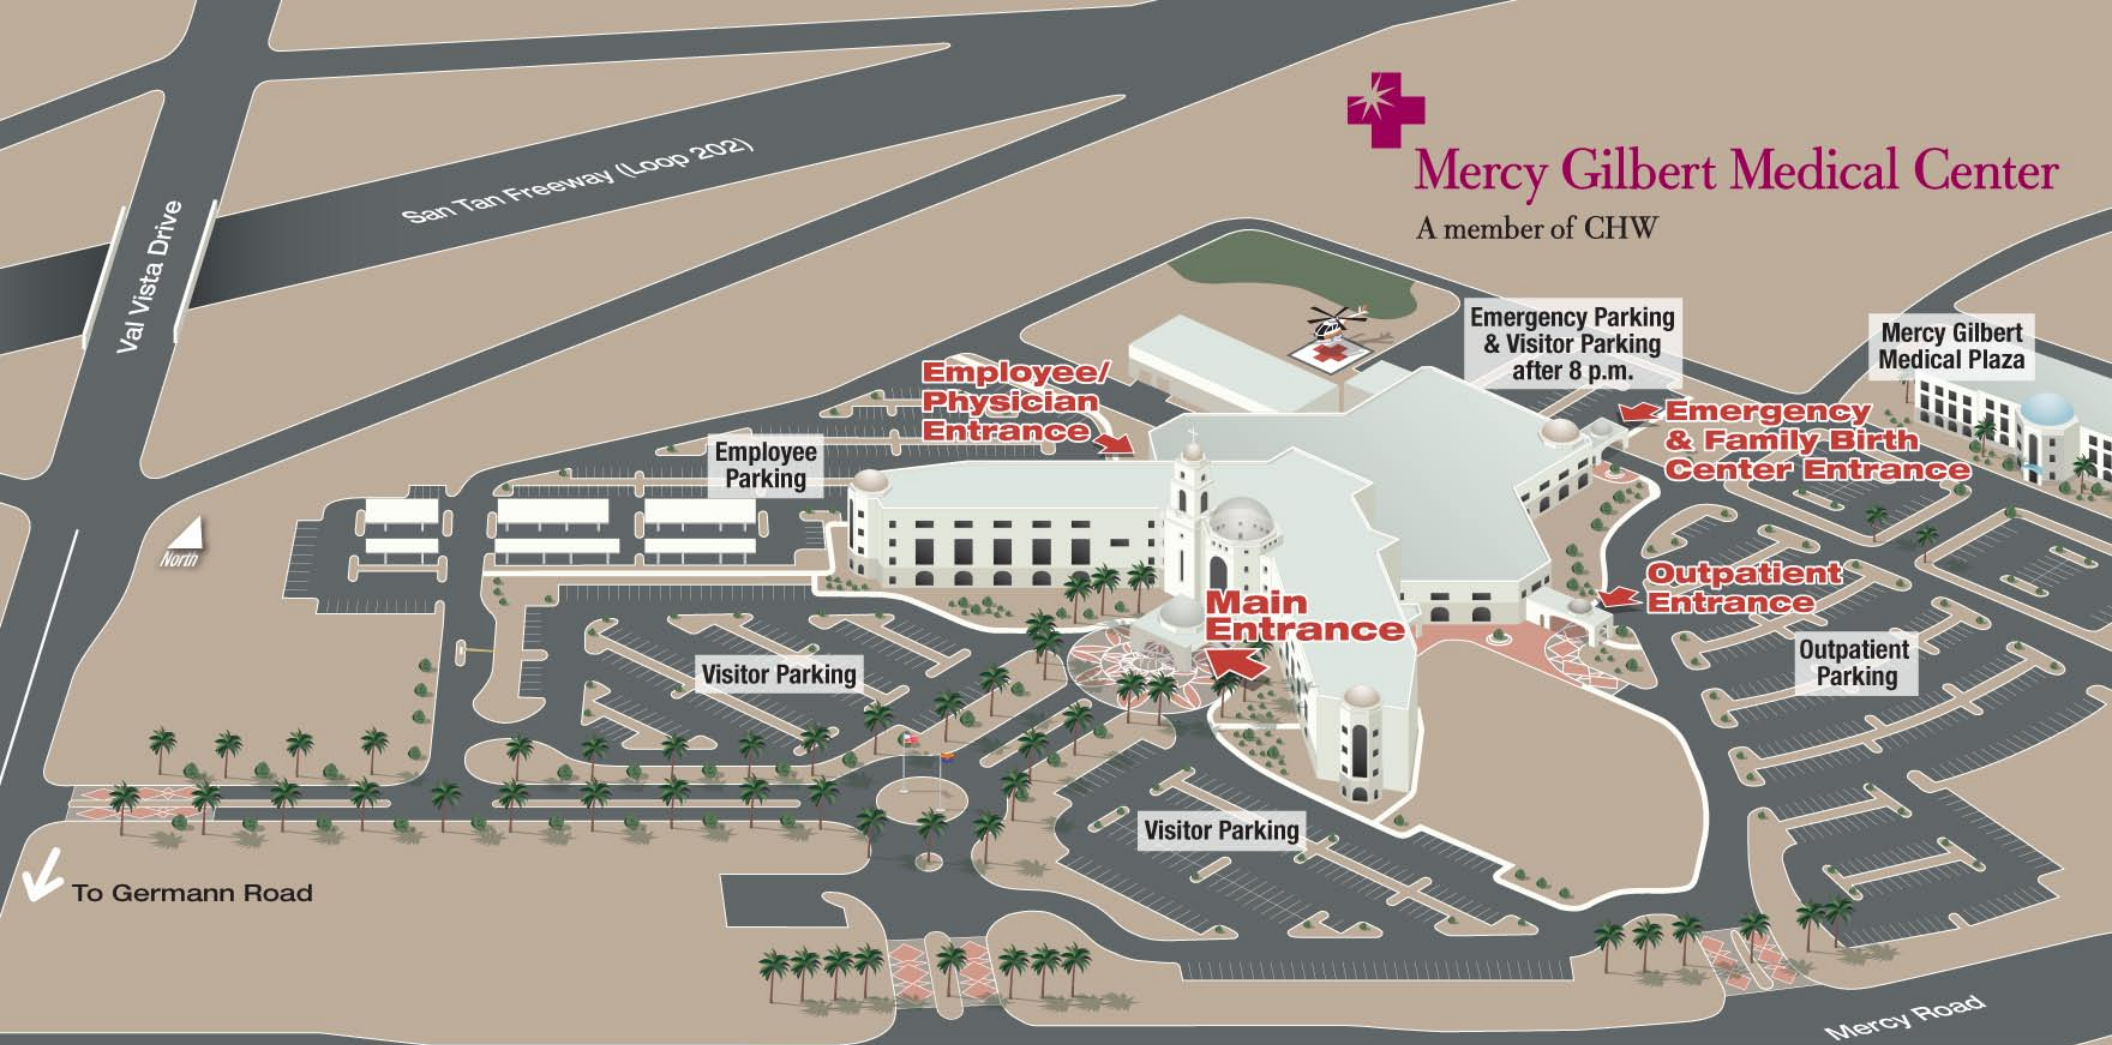 Mercy Gilbert Medical Center
A member of CHW
San Tan Freeway (Loop 202)
Val Vista Drive
Emergency Parking
& Visitor Parking
after 8 p.m.
Mercy Gilbert
Medical Plaza
Employee/
Physician
Entrance
Emergency
& Family Birth
Center Entrance
Employee
Parking
North
Outpatient
Entrance
Main
Entrance
Outpatient
Parking
Visitor Parking
Visitor Parking
To Germann Road
Mercy Road